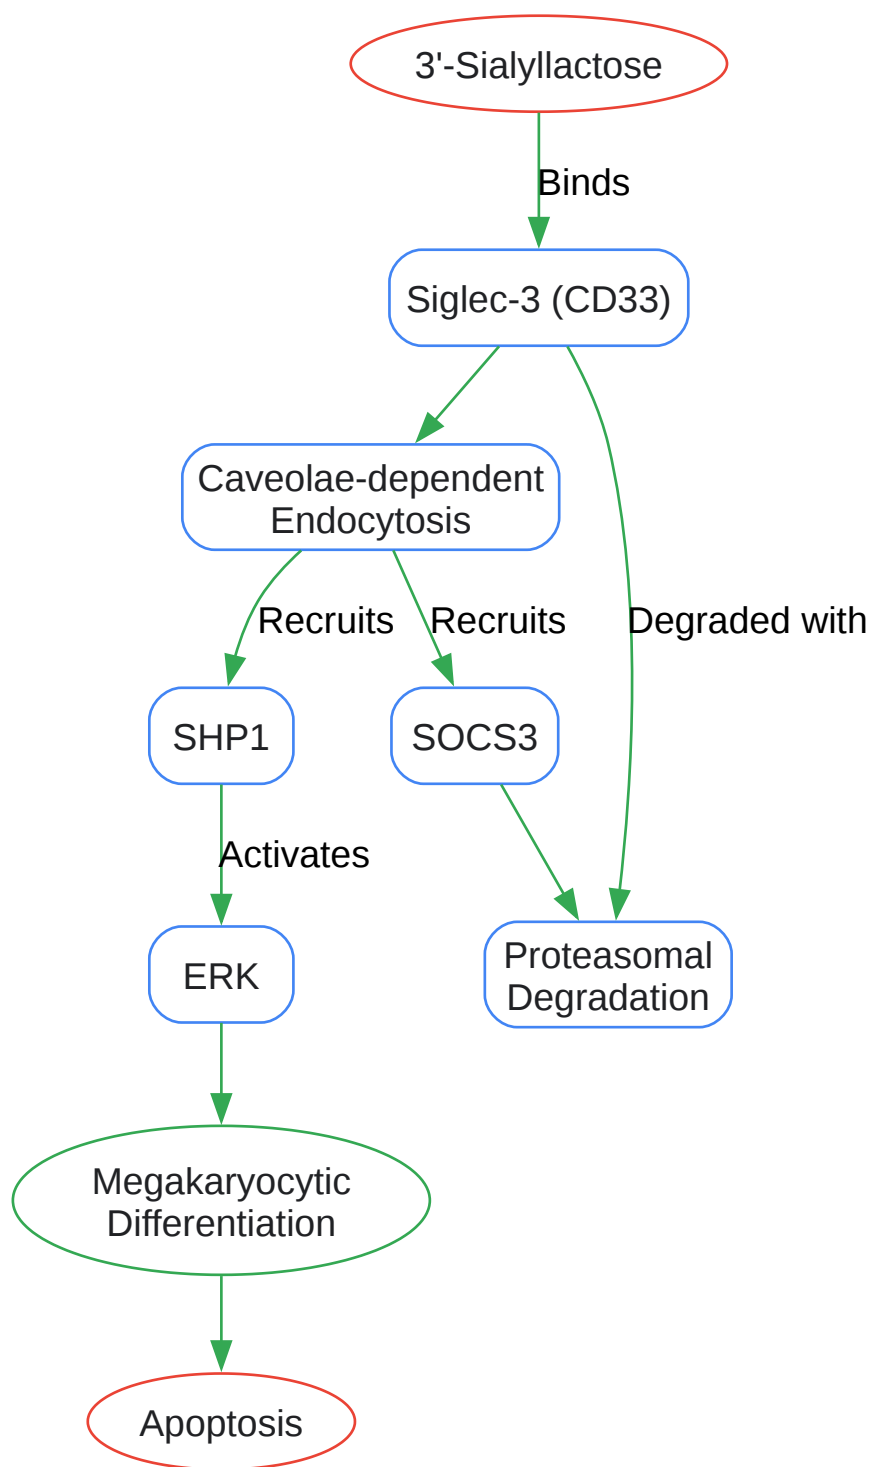 3'-Sialyllactose
Binds
Siglec-3 (CD33)
Caveolae-dependent
Endocytosis
Recruits
Recruits
Degraded with
SHP1
SOCS3
Activates
ERK
Proteasomal
Degradation
Megakaryocytic
Differentiation
Apoptosis